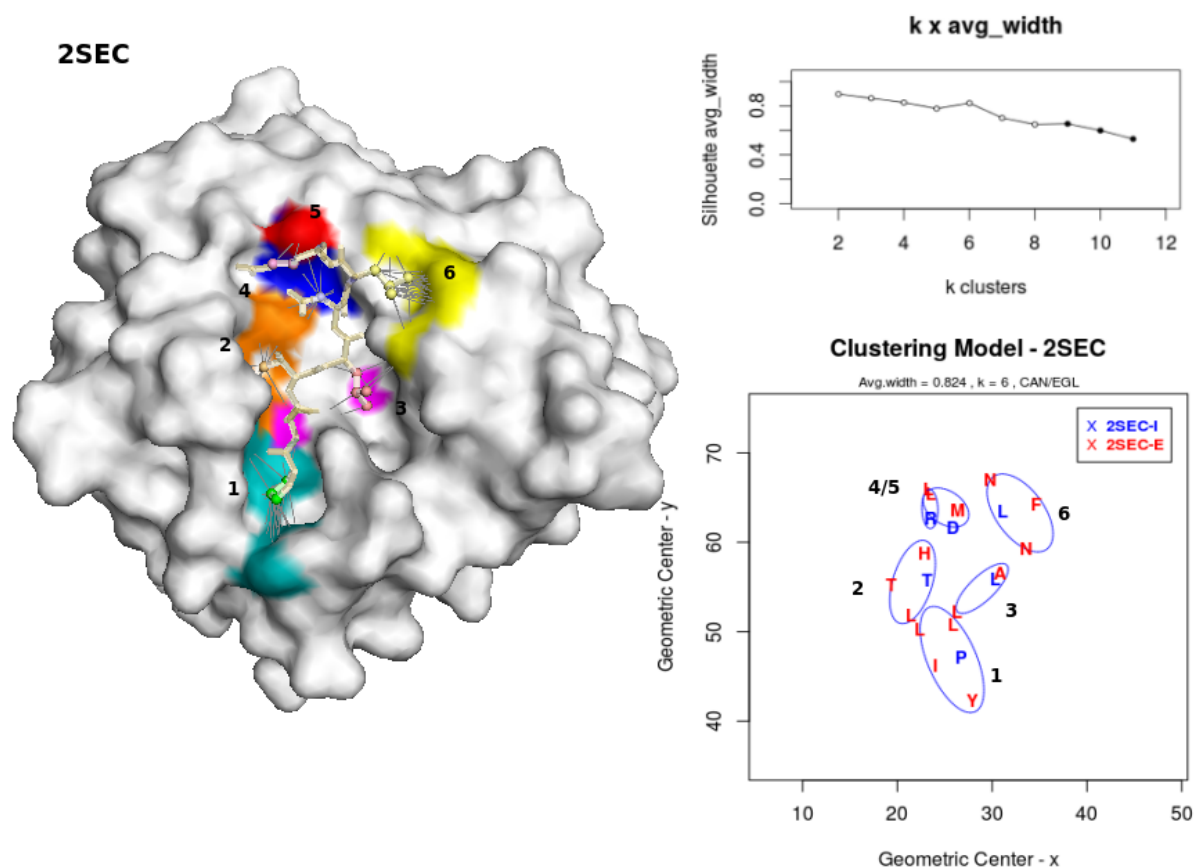 2SEC
5
6
4
2
3
1
k x avg_width
Silhouette avg_width
0.0
0.4
0.8
2 4 6 8 10 12
k clusters
Clustering Model - 2SEC
Avg.width = 0.824 , k = 6 , CAN/EGL
X 2SEC-I
X 2SEC-E
Geometric Center - y
70
60
50
40
4/5
6
2
3
1
N
F
L
N
M
R
D
H
T
T
L
L
A
L
L
L
I
P
Y
10 20 30 40 50
Geometric Center - x